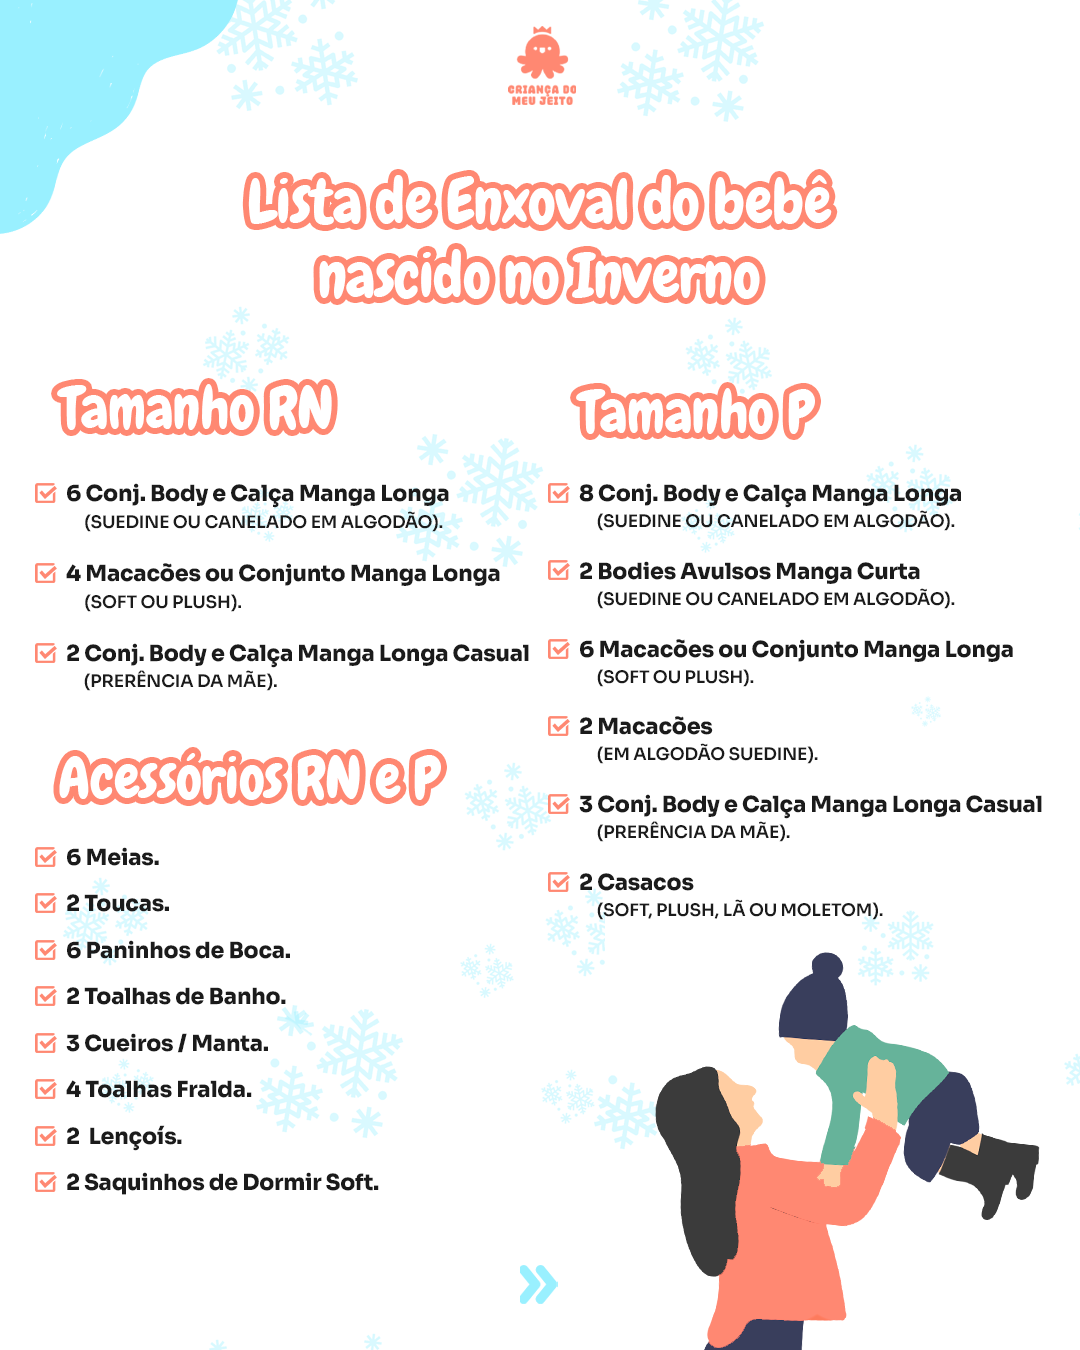 CRIANÇA DO
MEU JEITO
Lista de Enxoval do bebê
nascido no Inverno
Tamanho RN
6 Conj. Body e Calça Manga Longa
(SUEDINE OU CANELADO EM ALGODÃO).
4 Macacões ou Conjunto Manga Longa
(SOFT OU PLUSH).
2 Conj. Body e Calça Manga Longa Casual
(PRERÊNCIA DA MÃE).
Acessórios RN e P
6 Meias.
2 Toucas.
6 Paninhos de Boca.
2 Toalhas de Banho.
3 Cueiros / Manta.
4 Toalhas Fralda.
2  Lençoís.
2 Saquinhos de Dormir Soft.
Tamanho P
8 Conj. Body e Calça Manga Longa
(SUEDINE OU CANELADO EM ALGODÃO).
2 Bodies Avulsos Manga Curta
(SUEDINE OU CANELADO EM ALGODÃO).
6 Macacões ou Conjunto Manga Longa
(SOFT OU PLUSH).
2 Macacões
(EM ALGODÃO SUEDINE).
3 Conj. Body e Calça Manga Longa Casual
(PRERÊNCIA DA MÃE).
2 Casacos
(SOFT, PLUSH, LÃ OU MOLETOM).